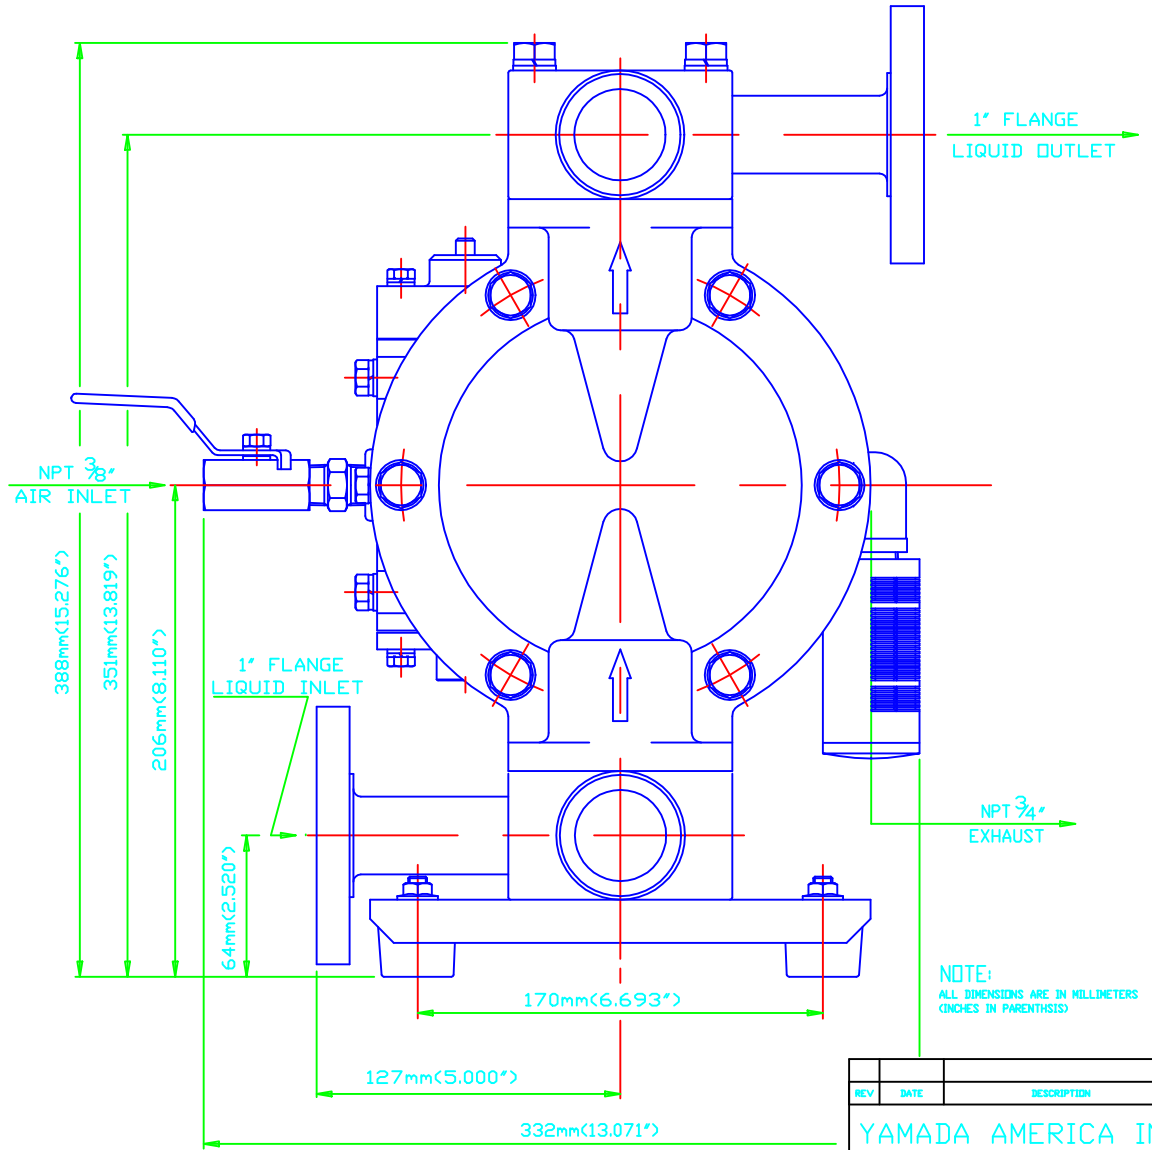 1" FLANGE
LIQUID OUTLET
NPT 3/8"
AIR INLET
388mm(15.276")
351mm(13.819")
206mm(8.110")
1" FLANGE
LIQUID INLET
64mm(2.520")
NPT 3/4"
EXHAUST
170mm(6.693")
NOTE:
ALL DIMENSIONS ARE IN MILLIMETERS
(INCHES IN PARENTHSIS)
127mm(5.000")
332mm(13.071")
REV DATE DESCRIPTION
YAMADA AMERICA